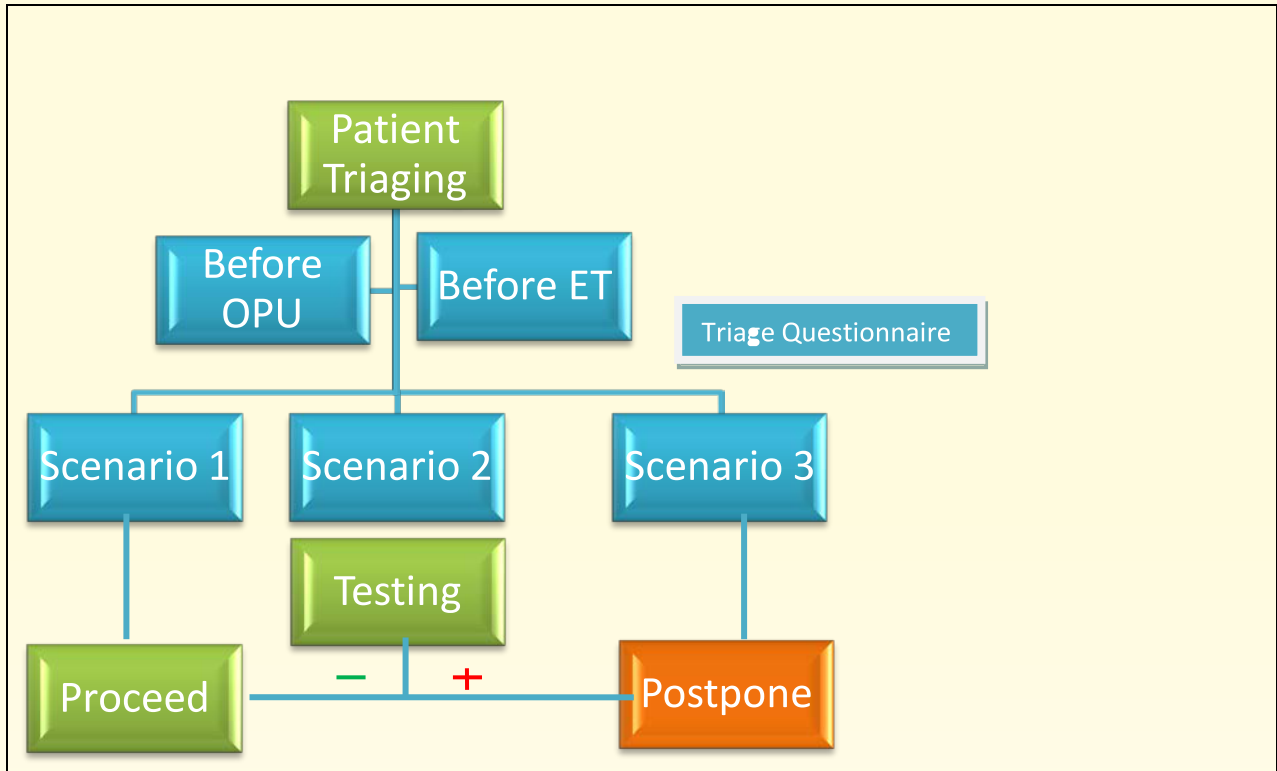 Patient
Triaging
Before
OPU
Before ET
Triage Questionnaire
Scenario 1
Scenario 2
Scenario 3
Testing
– +
Proceed
Postpone